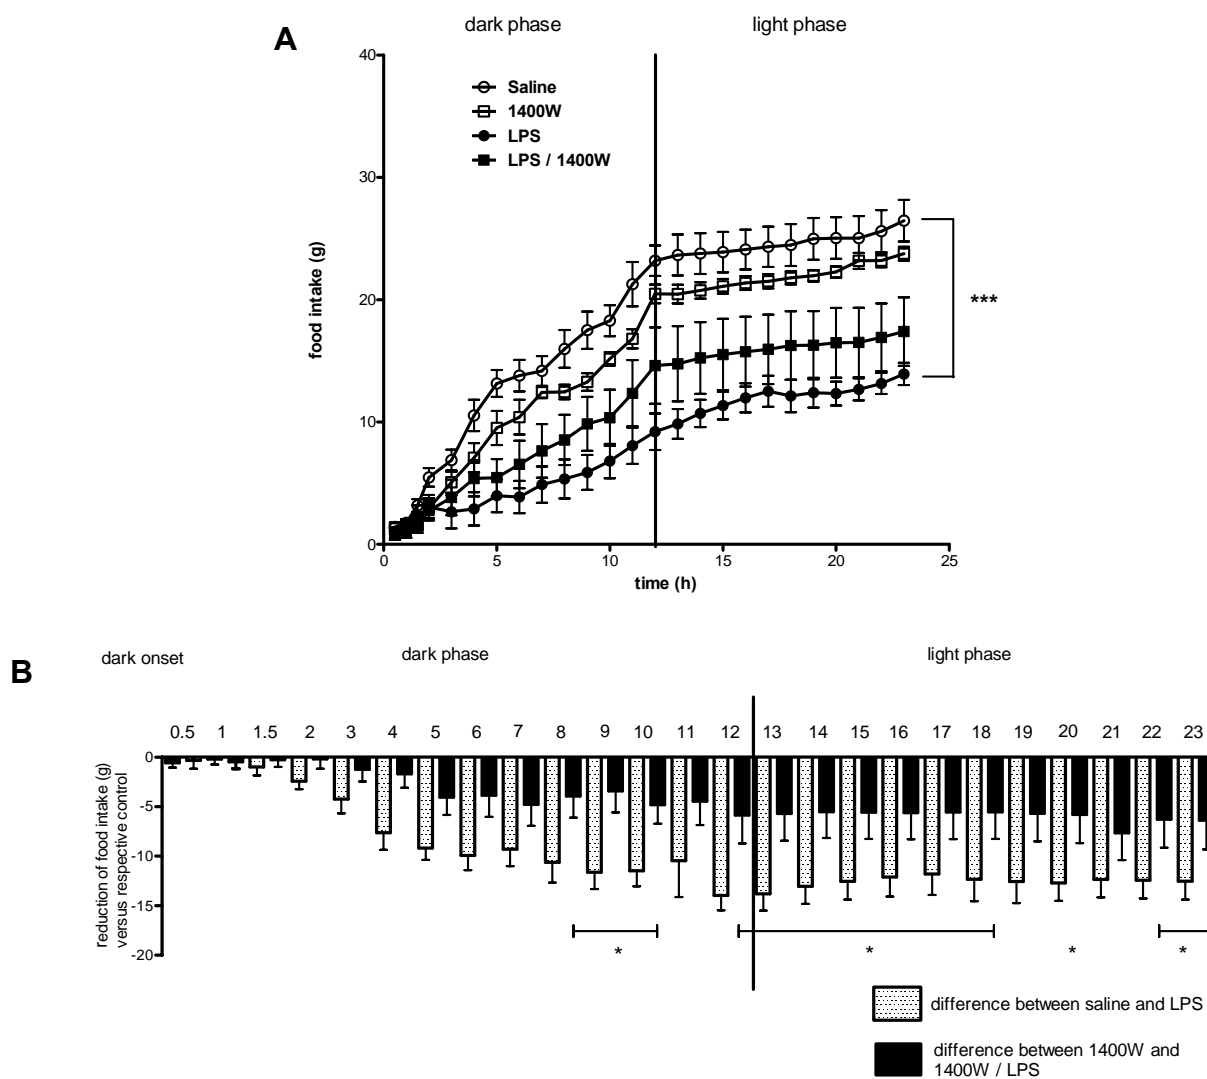 A
dark phase
light phase
Saline
1400W
LPS
LPS / 1400W
food intake (g)
40
30
20
10
0
***
0
5
10
15
20
25
time (h)
B
dark onset
dark phase
light phase
0.5 1 1.5 2 3 4 5 6 7 8 9 10 11 12 13 14 15 16 17 18 19 20 21 22 23
reduction of food intake (g)
versus respective control
0
-5
-10
-15
-20
* * * *
difference between saline and LPS
difference between 1400W and
1400W / LPS